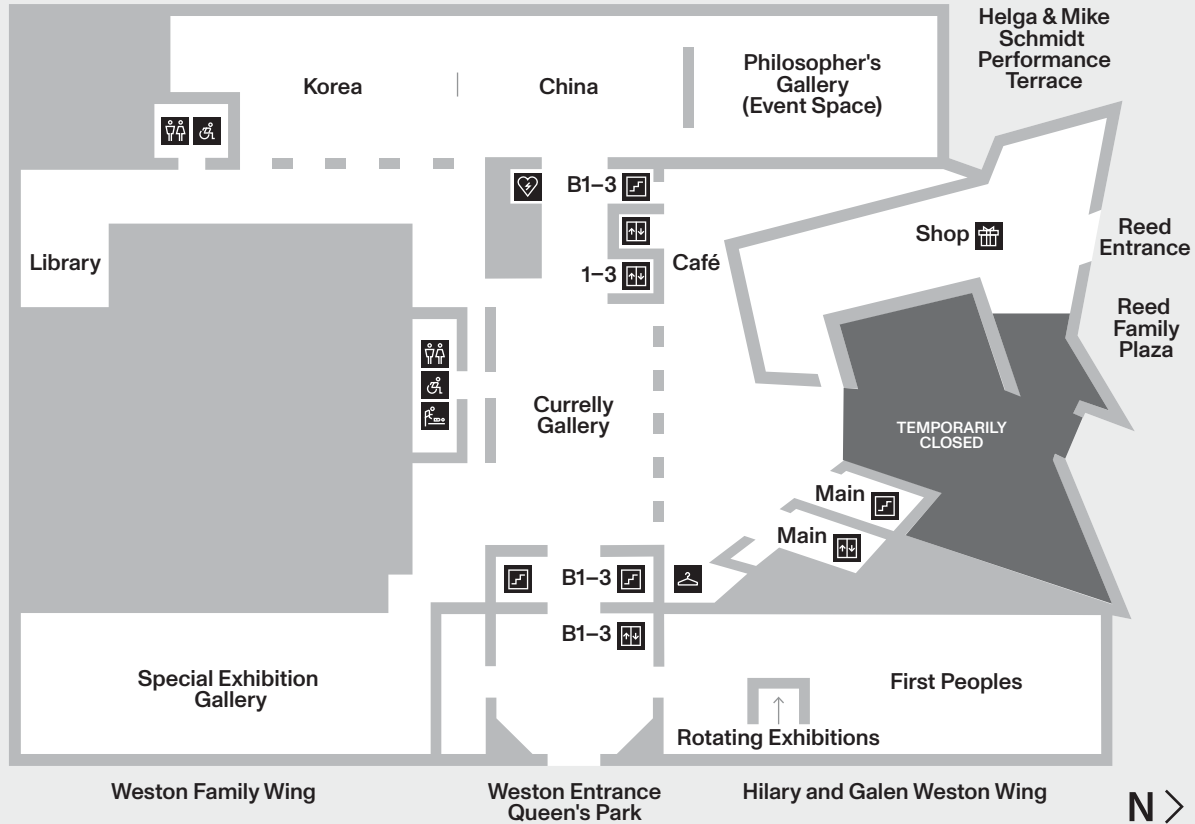 Helga & Mike
Schmidt
Performance
Terrace
Korea
China
Philosopher's
Gallery
(Event Space)
B1–3
Shop
Reed
Entrance
Library
1–3
Café
Reed
Family
Plaza
Currelly
Gallery
TEMPORARILY
CLOSED
Main
Main
B1–3
B1–3
Special Exhibition
Gallery
First Peoples
Rotating Exhibitions
Weston Family Wing
Weston Entrance
Queen's Park
Hilary and Galen Weston Wing
N